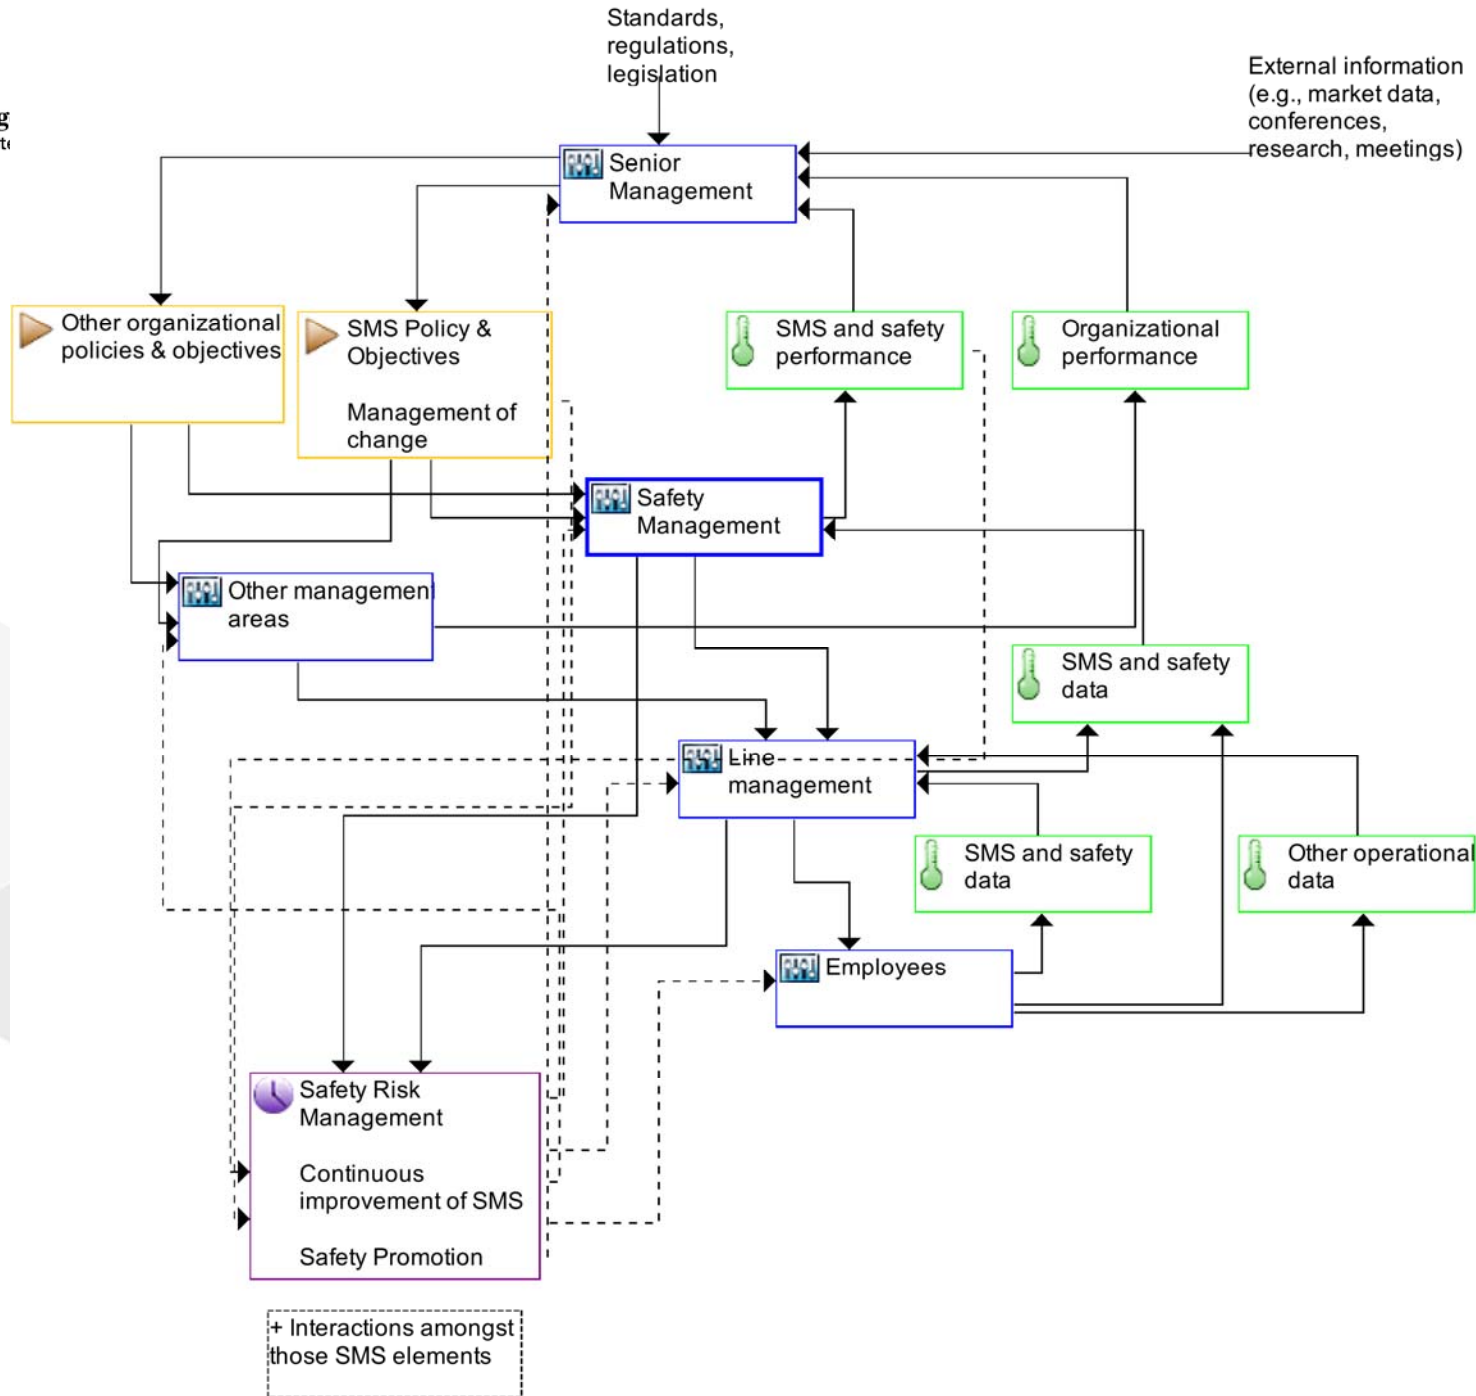 Standards,
regulations,
legislation
External information
(e.g., market data,
conferences,
research, meetings)
Senior
Management
Other organizational
policies & objectives
SMS Policy &
Objectives
Management of
change
SMS and safety
performance
Organizational
performance
Safety
Management
Other management
areas
SMS and safety
data
Line
management
SMS and safety
data
Other operational
data
Employees
Safety Risk
Management
Continuous
improvement of SMS
Safety Promotion
+ Interactions amongst
those SMS elements